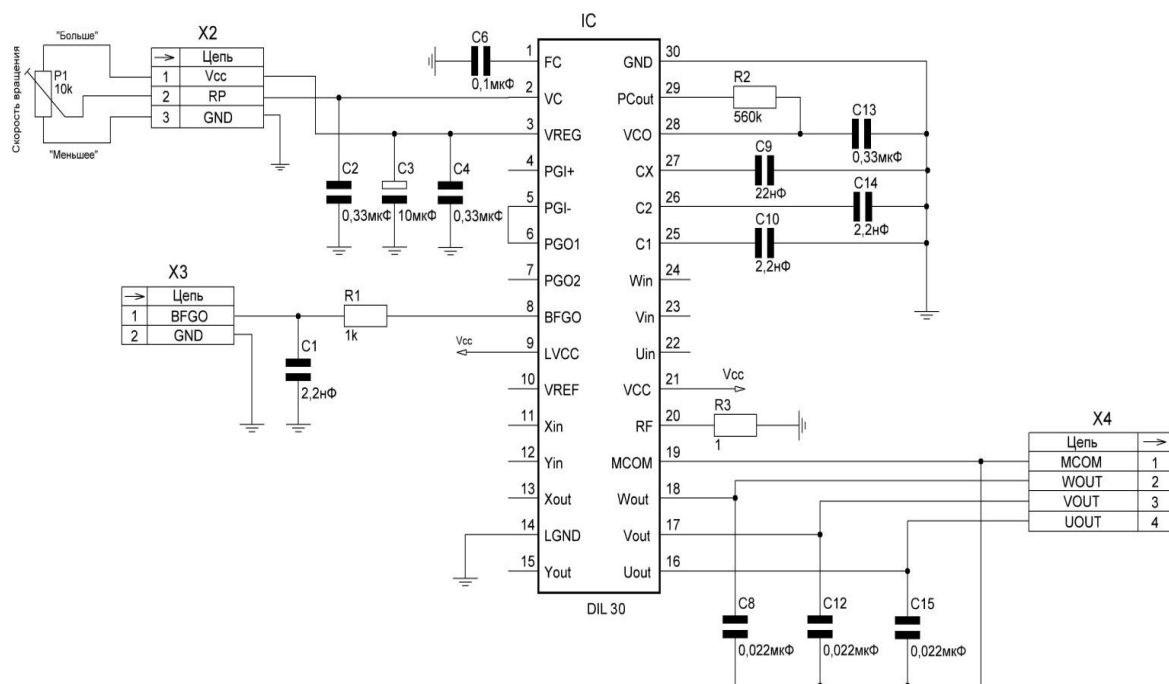 IC
X2
Цепь
1 Vcc
2 RP
3 GND
"Больше"
Скорость вращения
P1
10k
"Меньшее"
C6
0,1мкФ
C2
0,33мкФ
C3
10мкФ
C4
0,33мкФ
X3
Цепь
1 BFGO
2 GND
R1
1k
C1
2,2нФ
Vcc
1 FC
2 VC
3 VREG
4 PGI+
5 PGI-
6 PGO1
7 PGO2
8 BFGO
9 LVCC
10 VREF
11 Xin
12 Yin
13 Xout
14 LGND
15 Yout
GND 30
PCout 29
VCO 28
CX 27
C2 26
C1 25
Win 24
Vin 23
Uin 22
VCC 21
RF 20
MCOM 19
Wout 18
Vout 17
Uout 16
DIL 30
R2
560k
C13
0,33мкФ
C9
22нФ
C14
2,2нФ
C10
2,2нФ
Vcc
R3
1
X4
Цепь
MCOM 1
WOUT 2
VOUT 3
UOUT 4
C8
0,022мкФ
C12
0,022мкФ
C15
0,022мкФ